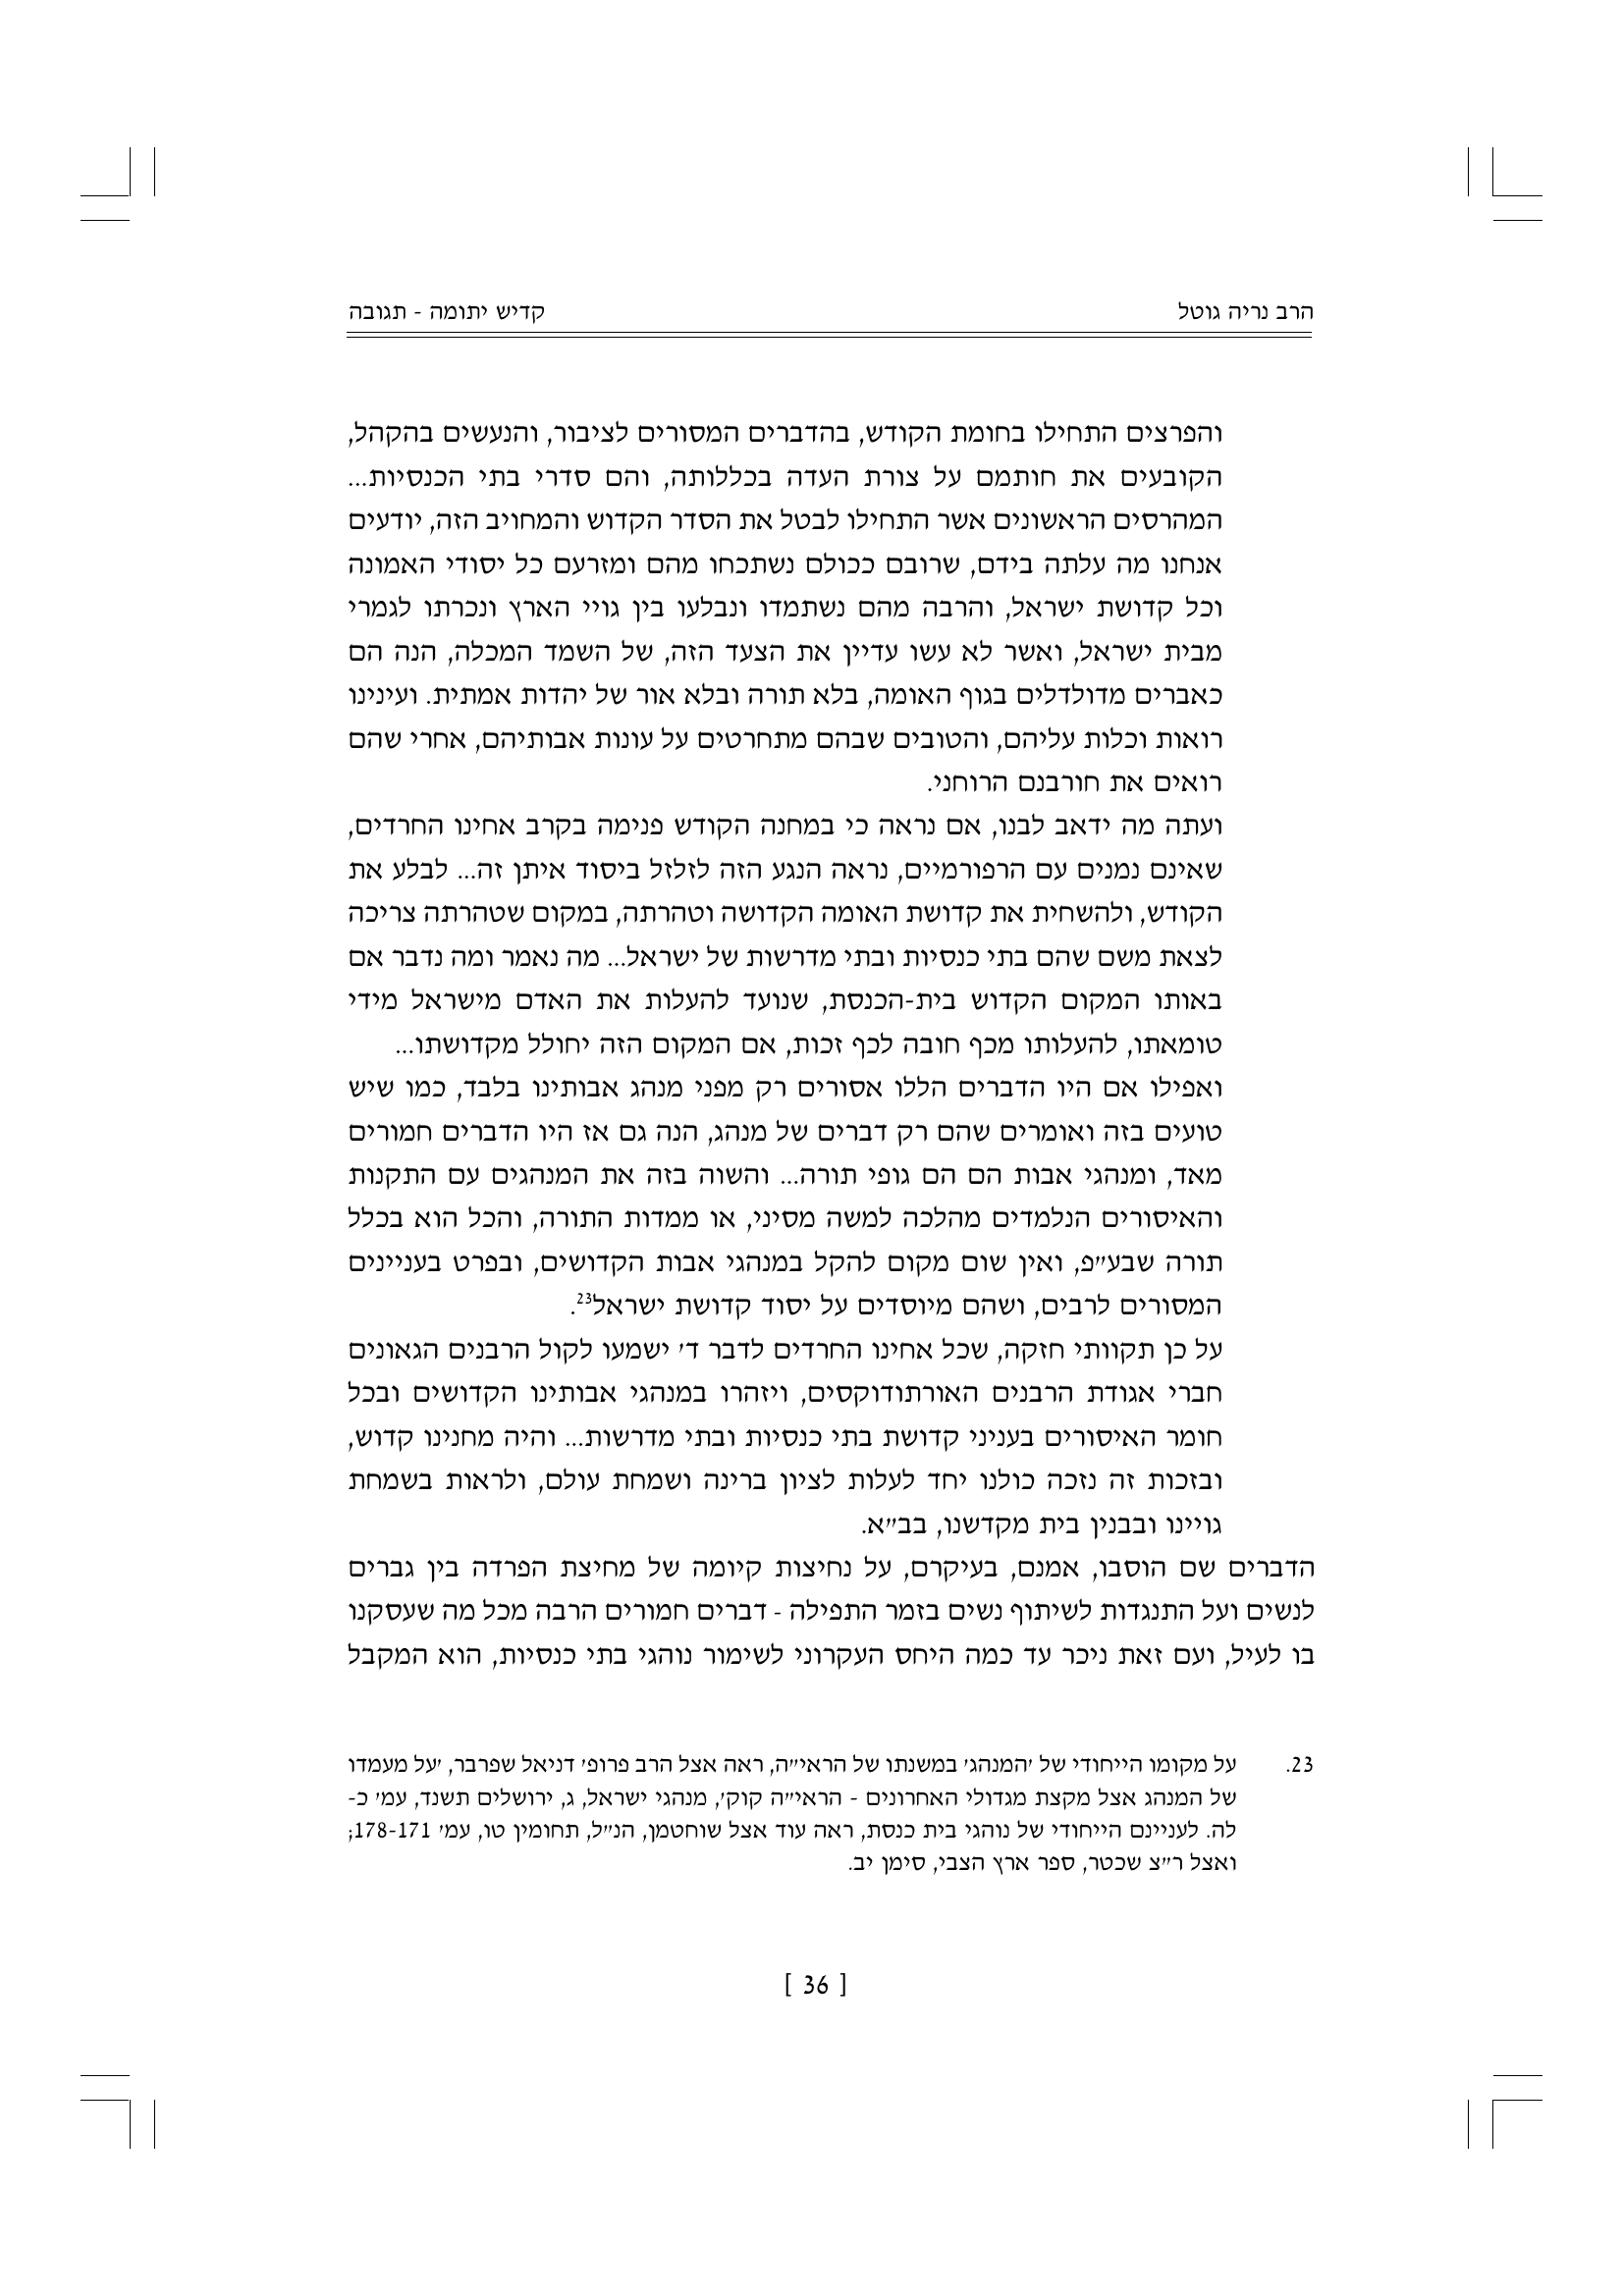 הרב נריה גוטל
קדיש יתומה - תגובה
והפרצים התחילו בחומת הקודש, בהדברים המסורים לציבור, והנעשים בהקהל,
הקובעים את חותמם על צורת העדה בכללותה, והם סדרי בתי הכנסיות...
המהרסים הראשונים אשר התחילו לבטל את הסדר הקדוש והמחויב הזה, יודעים
אנחנו מה עלתה בידם, שרובם ככולם נשתכחו מהם ומזרעם כל יסודי האמונה
וכל קדושת ישראל, והרבה מהם נשתמדו ונבלעו בין גויי הארץ ונכרתו לגמרי
מבית ישראל, ואשר לא עשו עדיין את הצעד הזה, של השמד המכלה, הנה הם
כאברים מדולדלים בגוף האומה, בלא תורה ובלא אור של יהדות אמתית. ועינינו
רואות וכלות עליהם, והטובים שבהם מתחרטים על עונות אבותיהם, אחרי שהם
רואים את חורבנם הרוחני.
ועתה מה ידאב לבנו, אם נראה כי במחנה הקודש פנימה בקרב אחינו החרדים,
שאינם נמנים עם הרפורמיים, נראה הנגע הזה לזלזל ביסוד איתן זה... לבלע את
הקודש, ולהשחית את קדושת האומה הקדושה וטהרתה, במקום שטהרתה צריכה
לצאת משם שהם בתי כנסיות ובתי מדרשות של ישראל... מה נאמר ומה נדבר אם
באותו המקום הקדוש בית-הכנסת, שנועד להעלות את האדם מישראל מידי
טומאתו, להעלותו מכף חובה לכף זכות, אם המקום הזה יחולל מקדושתו...
ואפילו אם היו הדברים הללו אסורים רק מפני מנהג אבותינו בלבד, כמו שיש
טועים בזה ואומרים שהם רק דברים של מנהג, הנה גם אז היו הדברים חמורים
מאד, ומנהגי אבות הם הם גופי תורה... והשוה בזה את המנהגים עם התקנות
והאיסורים הנלמדים מהלכה למשה מסיני, או ממדות התורה, והכל הוא בכלל
תורה שבע״פ, ואין שום מקום להקל במנהגי אבות הקדושים, ובפרט בעניינים
המסורים לרבים, ושהם מיוסדים על יסוד קדושת ישראל23.
על כן תקוותי חזקה, שכל אחינו החרדים לדבר ד׳ ישמעו לקול הרבנים הגאונים
חברי אגודת הרבנים האורתודוקסים, ויזהרו במנהגי אבותינו הקדושים ובכל
חומר האיסורים בעניני קדושת בתי כנסיות ובתי מדרשות... והיה מחנינו קדוש,
ובזכות זה נזכה כולנו יחד לעלות לציון ברינה ושמחת עולם, ולראות בשמחת
גויינו ובבנין בית מקדשנו, בב״א.
הדברים שם הוסבו, אמנם, בעיקרם, על נחיצות קיומה של מחיצת הפרדה בין גברים
לנשים ועל התנגדות לשיתוף נשים בזמר התפילה - דברים חמורים הרבה מכל מה שעסקנו
בו לעיל, ועם זאת ניכר עד כמה היחס העקרוני לשימור נוהגי בתי כנסיות, הוא המקבל
23. על מקומו הייחודי של ׳המנהג׳ במשנתו של הראי״ה, ראה אצל הרב פרופ׳ דניאל שפרבר, ׳על מעמדו
של המנהג אצל מקצת מגדולי האחרונים - הראי״ה קוק׳, מנהגי ישראל, ג, ירושלים תשנד, עמ׳ כ-
לה. לעניינם הייחודי של נוהגי בית כנסת, ראה עוד אצל שוחטמן, הנ״ל, תחומין טו, עמ׳ 178-171;
ואצל ר״צ שכטר, ספר ארץ הצבי, סימן יב.
[ 36 ]